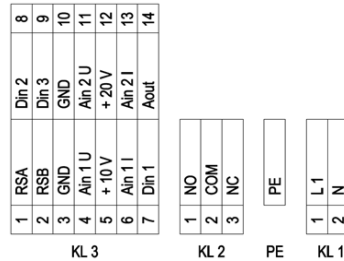 8 9 10 11 12 13 14
Din 2 Din 3 GND Ain 2 U + 20 V Ain 2 I Aout
RSA RSB GND Ain 1 U + 10 V Ain 1 I Din 1
1 2 3 4 5 6 7
KL 3
NO COM NC
1 2 3
KL 2
PE
PE
L1 N
1 2
KL 1